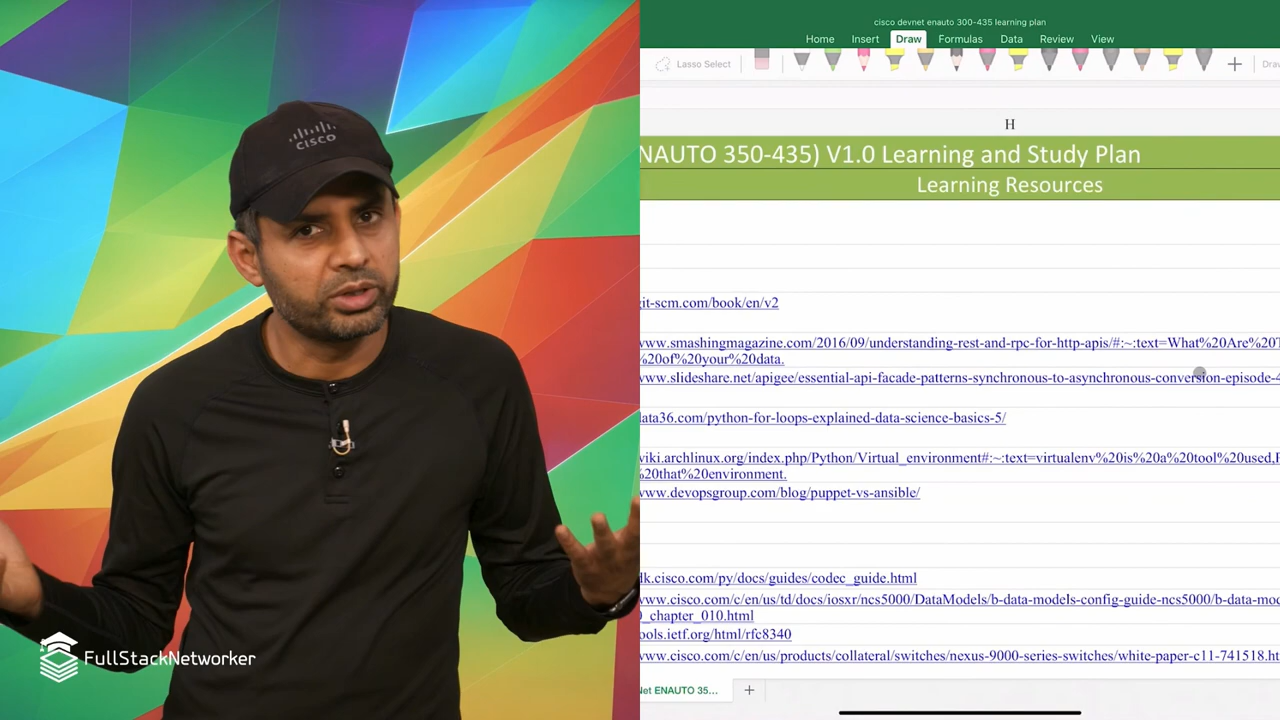 CISCO
FullStackNetworker
cisco devnet enauto 300-435 learning plan
Home Insert Draw Formulas Data Review View
Lasso Select
H
NAUTO 350-435) V1.0 Learning and Study Plan
Learning Resources
git-scm.com/book/en/v2
www.smashingmagazine.com/2016/09/understanding-rest-and-rpc-for-http-apis/#:~:text=What%20Are%20T
%20of%20your%20data.
www.slideshare.net/apigee/essential-api-facade-patterns-synchronous-to-asynchronous-conversion-episode-4
data36.com/python-for-loops-explained-data-science-basics-5/
wiki.archlinux.org/index.php/Python/Virtual_environment#:~:text=virtualenv%20is%20a%20tool%20used,
%20that%20environment.
www.devopsgroup.com/blog/puppet-vs-ansible/
dk.cisco.com/py/docs/guides/codec_guide.html
www.cisco.com/c/en/us/td/docs/iosxr/ncs5000/DataModels/b-data-models-config-guide-ncs5000/b-data-mod
_chapter_010.html
ools.ietf.org/html/rfc8340
www.cisco.com/c/en/us/products/collateral/switches/nexus-9000-series-switches/white-paper-c11-741518.ht
Net ENAUTO 35...